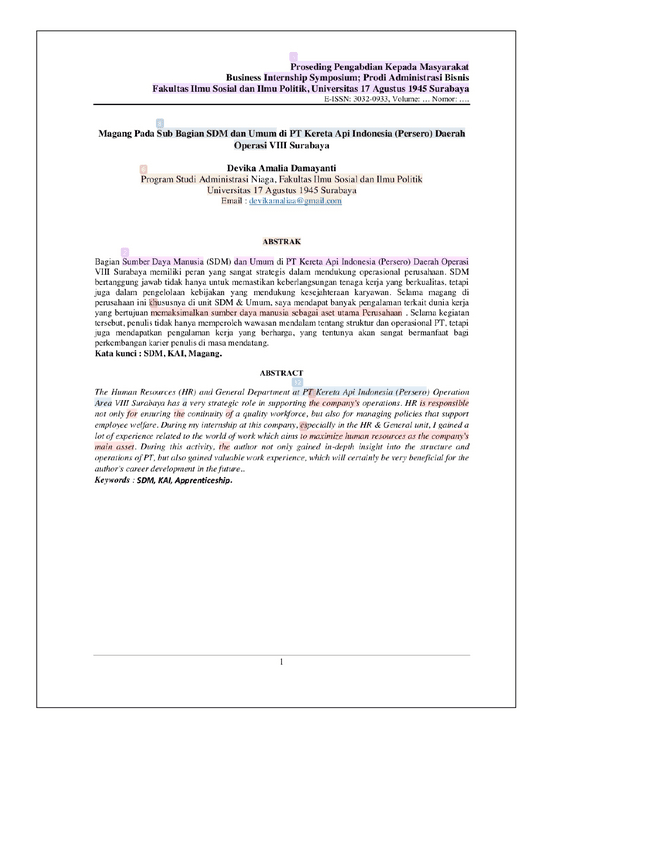 Proseding Pengabdian Kepada Masyarakat
Business Internship Symposium; Prodi Administrasi Bisnis
Fakultas Ilmu Sosial dan Ilmu Politik, Universitas 17 Agustus 1945 Surabaya
E-ISSN: 3032-0933, Volume: … Nomor: ….
Magang Pada Sub Bagian SDM dan Umum di PT Kereta Api Indonesia (Persero) Daerah
Operasi VIII Surabaya
Devika Amalia Damayanti
Program Studi Administrasi Niaga, Fakultas Ilmu Sosial dan Ilmu Politik
Universitas 17 Agustus 1945 Surabaya
Email : devikamaliaa@gmail.com
ABSTRAK
Bagian Sumber Daya Manusia (SDM) dan Umum di PT Kereta Api Indonesia (Persero) Daerah Operasi
VIII Surabaya memiliki peran yang sangat strategis dalam mendukung operasional perusahaan. SDM
bertanggung jawab tidak hanya untuk memastikan keberlangsungan tenaga kerja yang berkualitas, tetapi
juga dalam pengelolaan kebijakan yang mendukung kesejahteraan karyawan. Selama magang di
perusahaan ini khususnya di unit SDM & Umum, saya mendapat banyak pengalaman terkait dunia kerja
yang bertujuan memaksimalkan sumber daya manusia sebagai aset utama Perusahaan . Selama kegiatan
tersebut, penulis tidak hanya memperoleh wawasan mendalam tentang struktur dan operasional PT, tetapi
juga mendapatkan pengalaman kerja yang berharga, yang tentunya akan sangat bermanfaat bagi
perkembangan karier penulis di masa mendatang.
Kata kunci : SDM, KAI, Magang.
ABSTRACT
The Human Resources (HR) and General Department at PT Kereta Api Indonesia (Persero) Operation
Area VIII Surabaya has a very strategic role in supporting the company's operations. HR is responsible
not only for ensuring the continuity of a quality workforce, but also for managing policies that support
employee welfare. During my internship at this company, especially in the HR & General unit, I gained a
lot of experience related to the world of work which aims to maximize human resources as the company's
main asset. During this activity, the author not only gained in-depth insight into the structure and
operations of PT, but also gained valuable work experience, which will certainly be very beneficial for the
author's career development in the future..
Keywords : SDM, KAI, Apprenticeship.
1